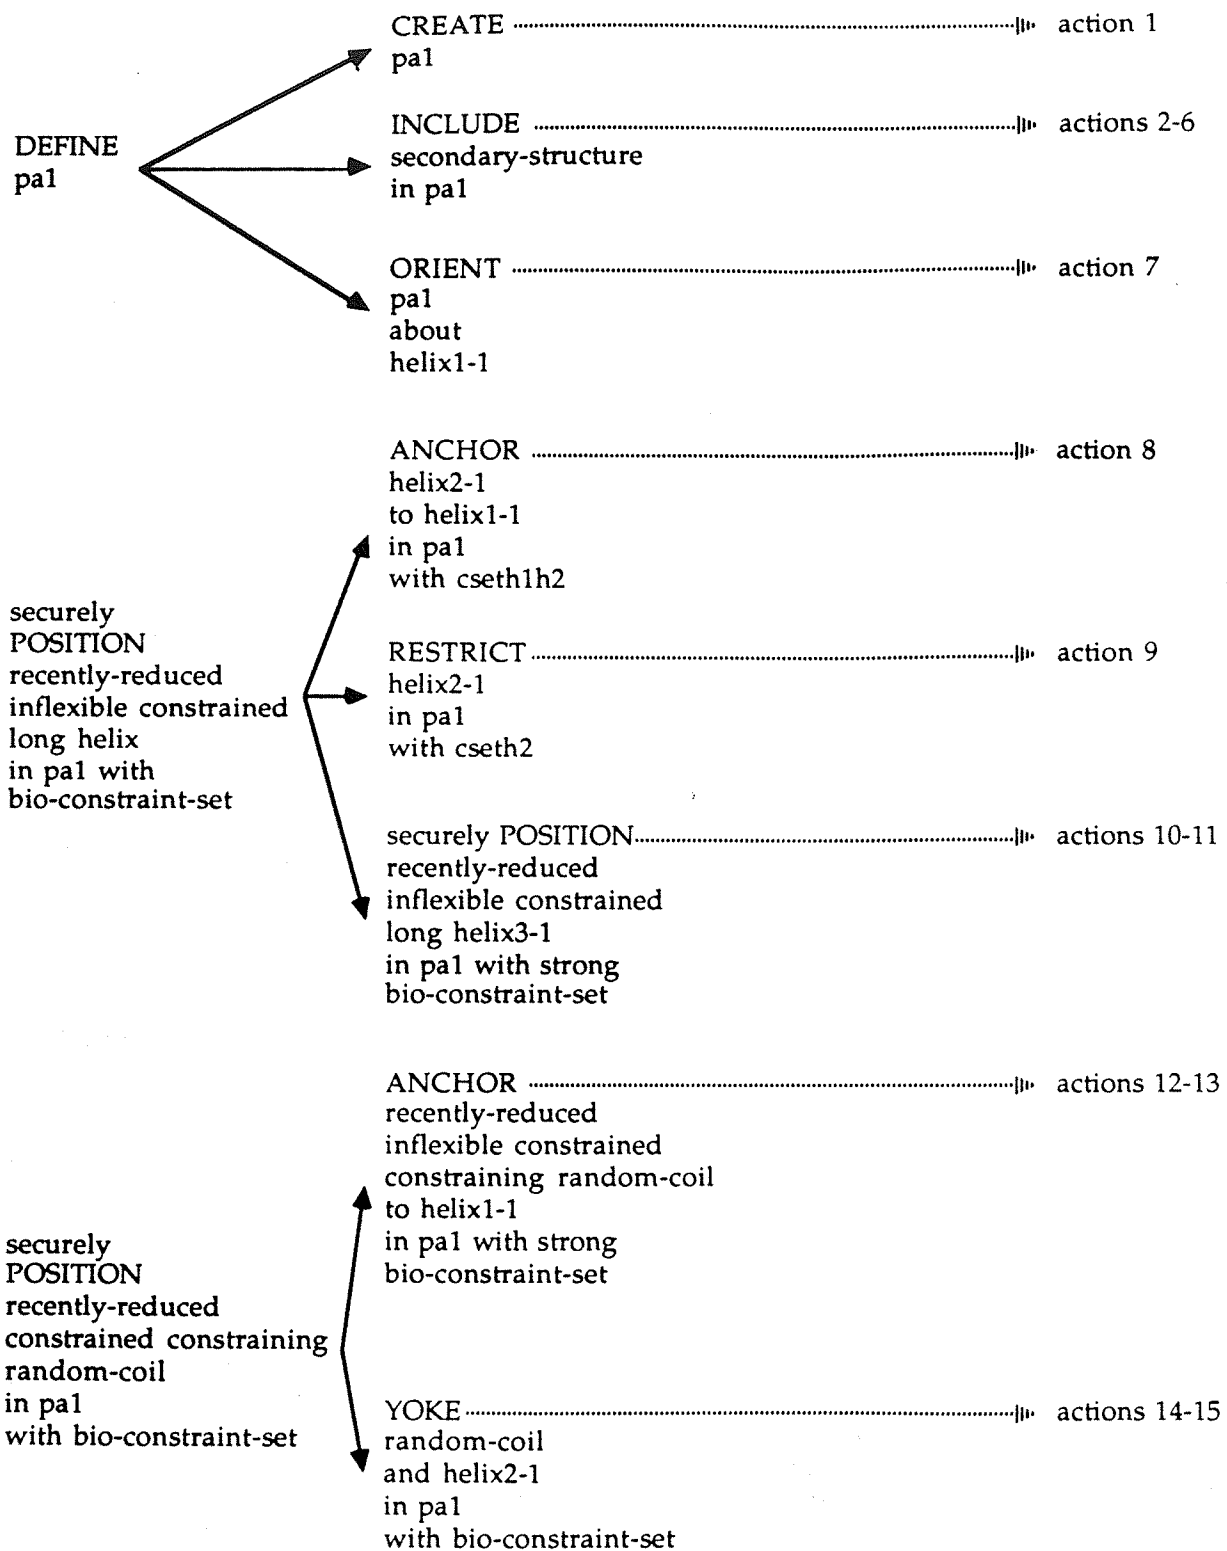 CREATE action 1
pa1
DEFINE
pa1
INCLUDE actions 2-6
secondary-structure
in pa1
ORIENT action 7
pa1
about
helix1-1
securely
POSITION
recently-reduced
inflexible constrained
long helix
in pa1 with
bio-constraint-set
ANCHOR action 8
helix2-1
to helix1-1
in pa1
with cseth1h2
RESTRICT action 9
helix2-1
in pa1
with cseth2
securely POSITION actions 10-11
recently-reduced
inflexible constrained
long helix3-1
in pa1 with strong
bio-constraint-set
securely
POSITION
recently-reduced
constrained constraining
random-coil
in pa1
with bio-constraint-set
ANCHOR actions 12-13
recently-reduced
inflexible constrained
constraining random-coil
to helix1-1
in pa1 with strong
bio-constraint-set
YOKE actions 14-15
random-coil
and helix2-1
in pa1
with bio-constraint-set